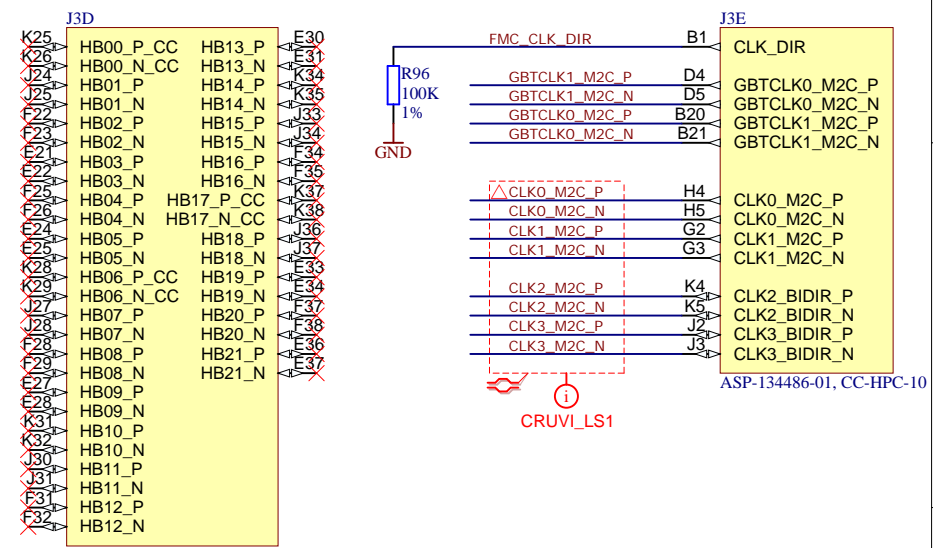 J3D
K25 HB00_P_CC HB13_P E30
K26 HB00_N_CC HB13_N E31
J24 HB01_P HB14_P K34
J25 HB01_N HB14_N K35
F22 HB02_P HB15_P J33
F23 HB02_N HB15_N J34
E21 HB03_P HB16_P F34
E22 HB03_N HB16_N F35
F25 HB04_P HB17_P_CC K37
F26 HB04_N HB17_N_CC K38
E24 HB05_P HB18_P J36
E25 HB05_N HB18_N J37
K28 HB06_P_CC HB19_P E33
K29 HB06_N_CC HB19_N E34
J27 HB07_P HB20_P F37
J28 HB07_N HB20_N F38
F28 HB08_P HB21_P E36
F29 HB08_N HB21_N E37
E27 HB09_P
E28 HB09_N
K31 HB10_P
K32 HB10_N
J30 HB11_P
J31 HB11_N
F31 HB12_P
F32 HB12_N
J3E
FMC_CLK_DIR B1 CLK_DIR
R96
100K
1%
GND
GBTCLK1_M2C_P D4 GBTCLK0_M2C_P
GBTCLK1_M2C_N D5 GBTCLK0_M2C_N
GBTCLK0_M2C_P B20 GBTCLK1_M2C_P
GBTCLK0_M2C_N B21 GBTCLK1_M2C_N
CLK0_M2C_P H4 CLK0_M2C_P
CLK0_M2C_N H5 CLK0_M2C_N
CLK1_M2C_P G2 CLK1_M2C_P
CLK1_M2C_N G3 CLK1_M2C_N
CLK2_M2C_P K4 CLK2_BIDIR_P
CLK2_M2C_N K5 CLK2_BIDIR_N
CLK3_M2C_P J2 CLK3_BIDIR_P
CLK3_M2C_N J3 CLK3_BIDIR_N
ASP-134486-01, CC-HPC-10
i
CRUVI_LS1